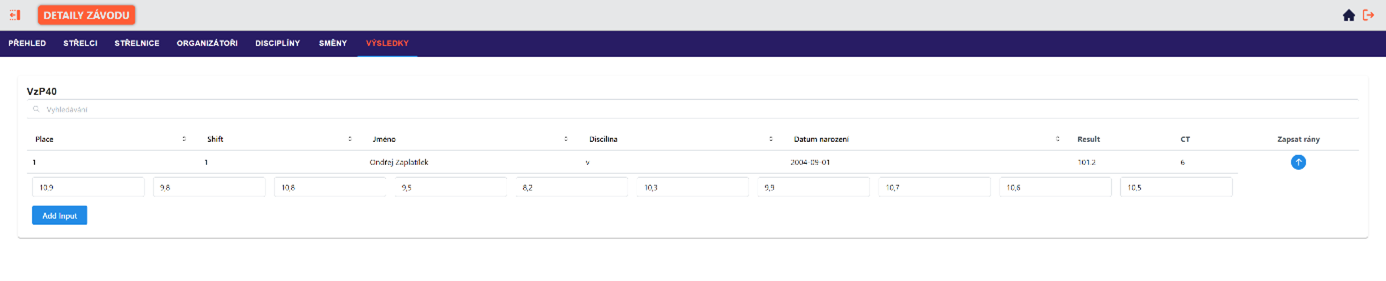 DETAILY ZÁVODU
PŘEHLED STŘELCI STŘELNICE ORGANIZÁTOŘI DISCIPLÍNY SMĚNY VÝSLEDKY
VzP40
Vyhledávání
Place Shift Jméno Discilína Datum narození Result CT Zapsat rány
1 1 Ondřej Zaplatílek v 2004-09-01 101.2 6
10,9 9,8 10,8 9,5 8,2 10,3 9,9 10,7 10,6 10,5
Add Input